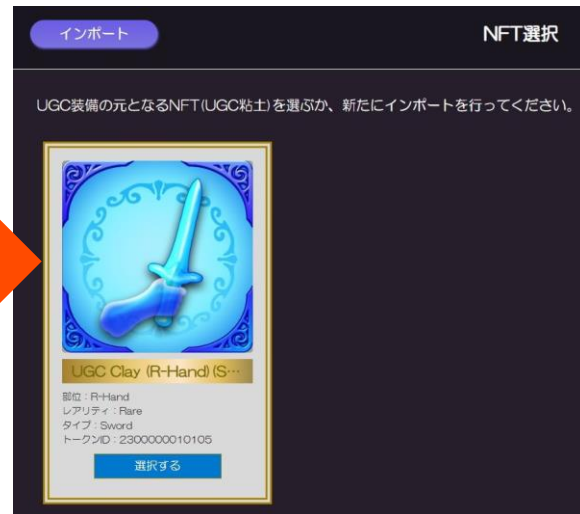 インポート
NFT選択
UGC装備の元となるNFT(UGC粘土)を選ぶか、新たにインポートを行ってください。
UGC Clay (R-Hand) (S…
部位：R-Hand
レアリティ：Rare
タイプ：Sword
トークンID：2300000010105
選択する